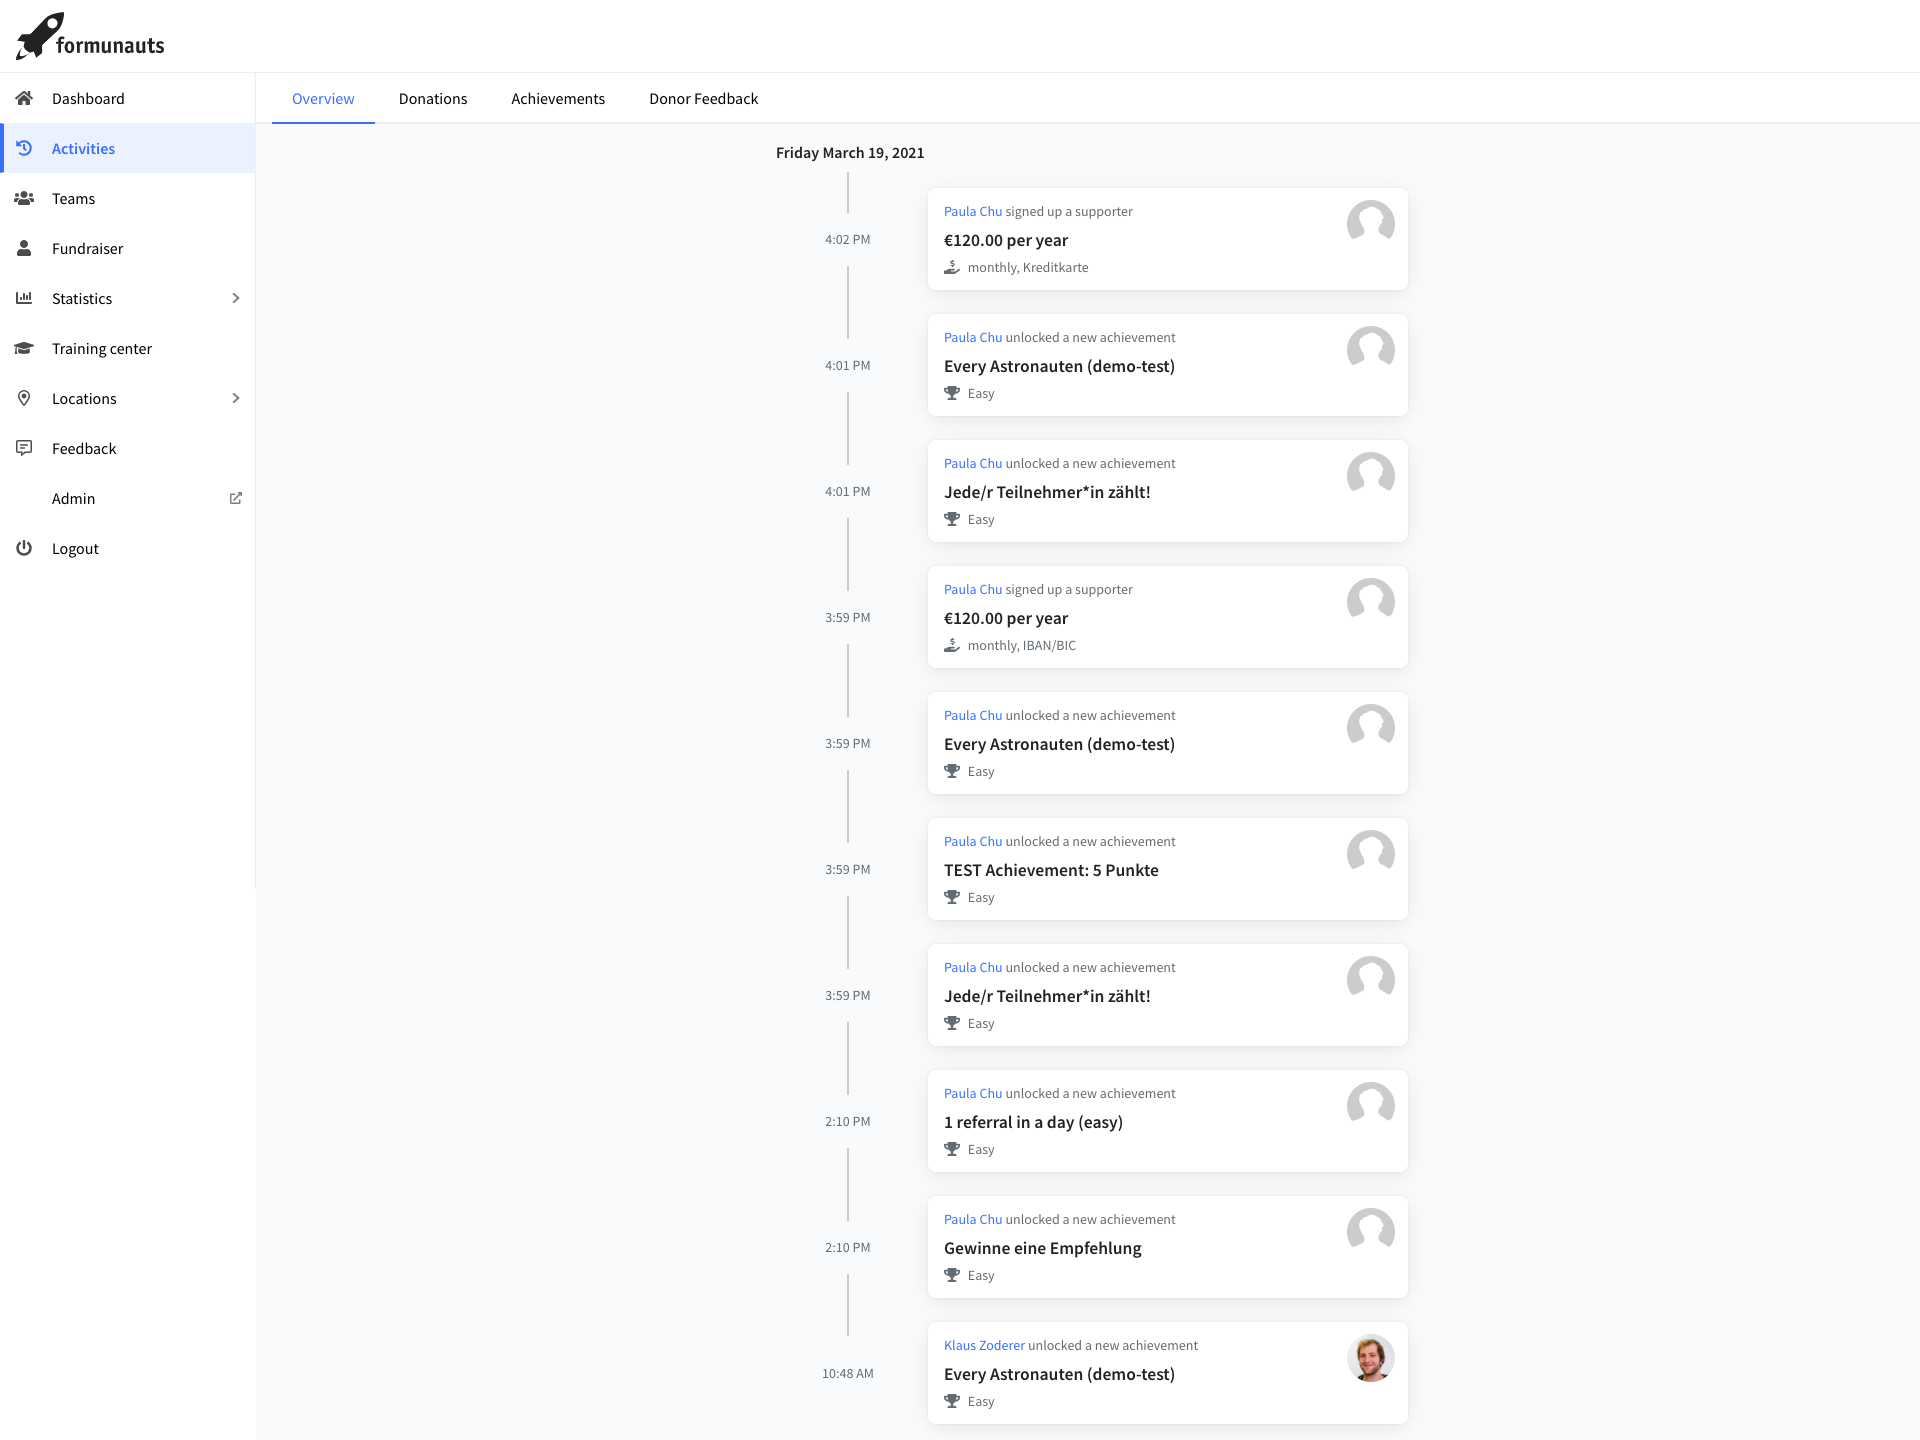 formunauts
Dashboard
Activities
Teams
Fundraiser
Statistics
Training center
Locations
Feedback
Admin
Logout
Overview Donations Achievements Donor Feedback
Friday March 19, 2021
4:02 PM
Paula Chu signed up a supporter
€120.00 per year
monthly, Kreditkarte
4:01 PM
Paula Chu unlocked a new achievement
Every Astronauten (demo-test)
Easy
4:01 PM
Paula Chu unlocked a new achievement
Jede/r Teilnehmer*in zählt!
Easy
3:59 PM
Paula Chu signed up a supporter
€120.00 per year
monthly, IBAN/BIC
3:59 PM
Paula Chu unlocked a new achievement
Every Astronauten (demo-test)
Easy
3:59 PM
Paula Chu unlocked a new achievement
TEST Achievement: 5 Punkte
Easy
3:59 PM
Paula Chu unlocked a new achievement
Jede/r Teilnehmer*in zählt!
Easy
2:10 PM
Paula Chu unlocked a new achievement
1 referral in a day (easy)
Easy
2:10 PM
Paula Chu unlocked a new achievement
Gewinne eine Empfehlung
Easy
10:48 AM
Klaus Zoderer unlocked a new achievement
Every Astronauten (demo-test)
Easy